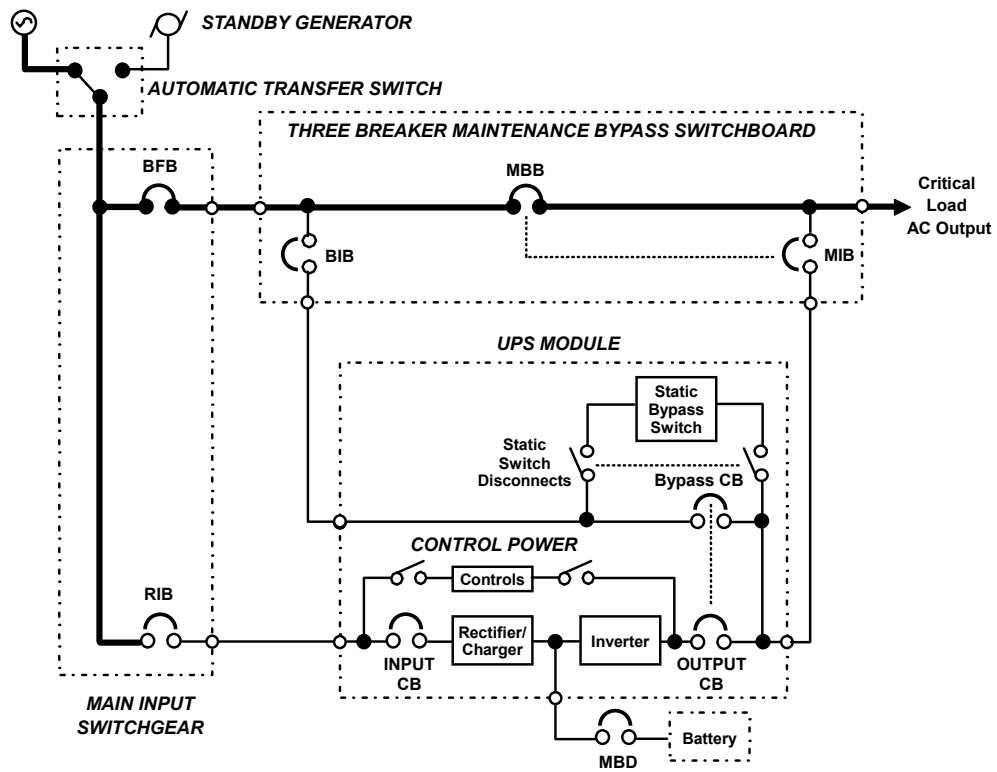 STANDBY GENERATOR
AUTOMATIC TRANSFER SWITCH
THREE BREAKER MAINTENANCE BYPASS SWITCHBOARD
BFB
MBB
Critical
Load
AC Output
BIB
MIB
UPS MODULE
Static
Bypass
Switch
Static
Switch
Disconnects
Bypass CB
CONTROL POWER
Controls
RIB
Rectifier/
Charger
Inverter
INPUT
CB
OUTPUT
CB
MAIN INPUT
SWITCHGEAR
Battery
MBD